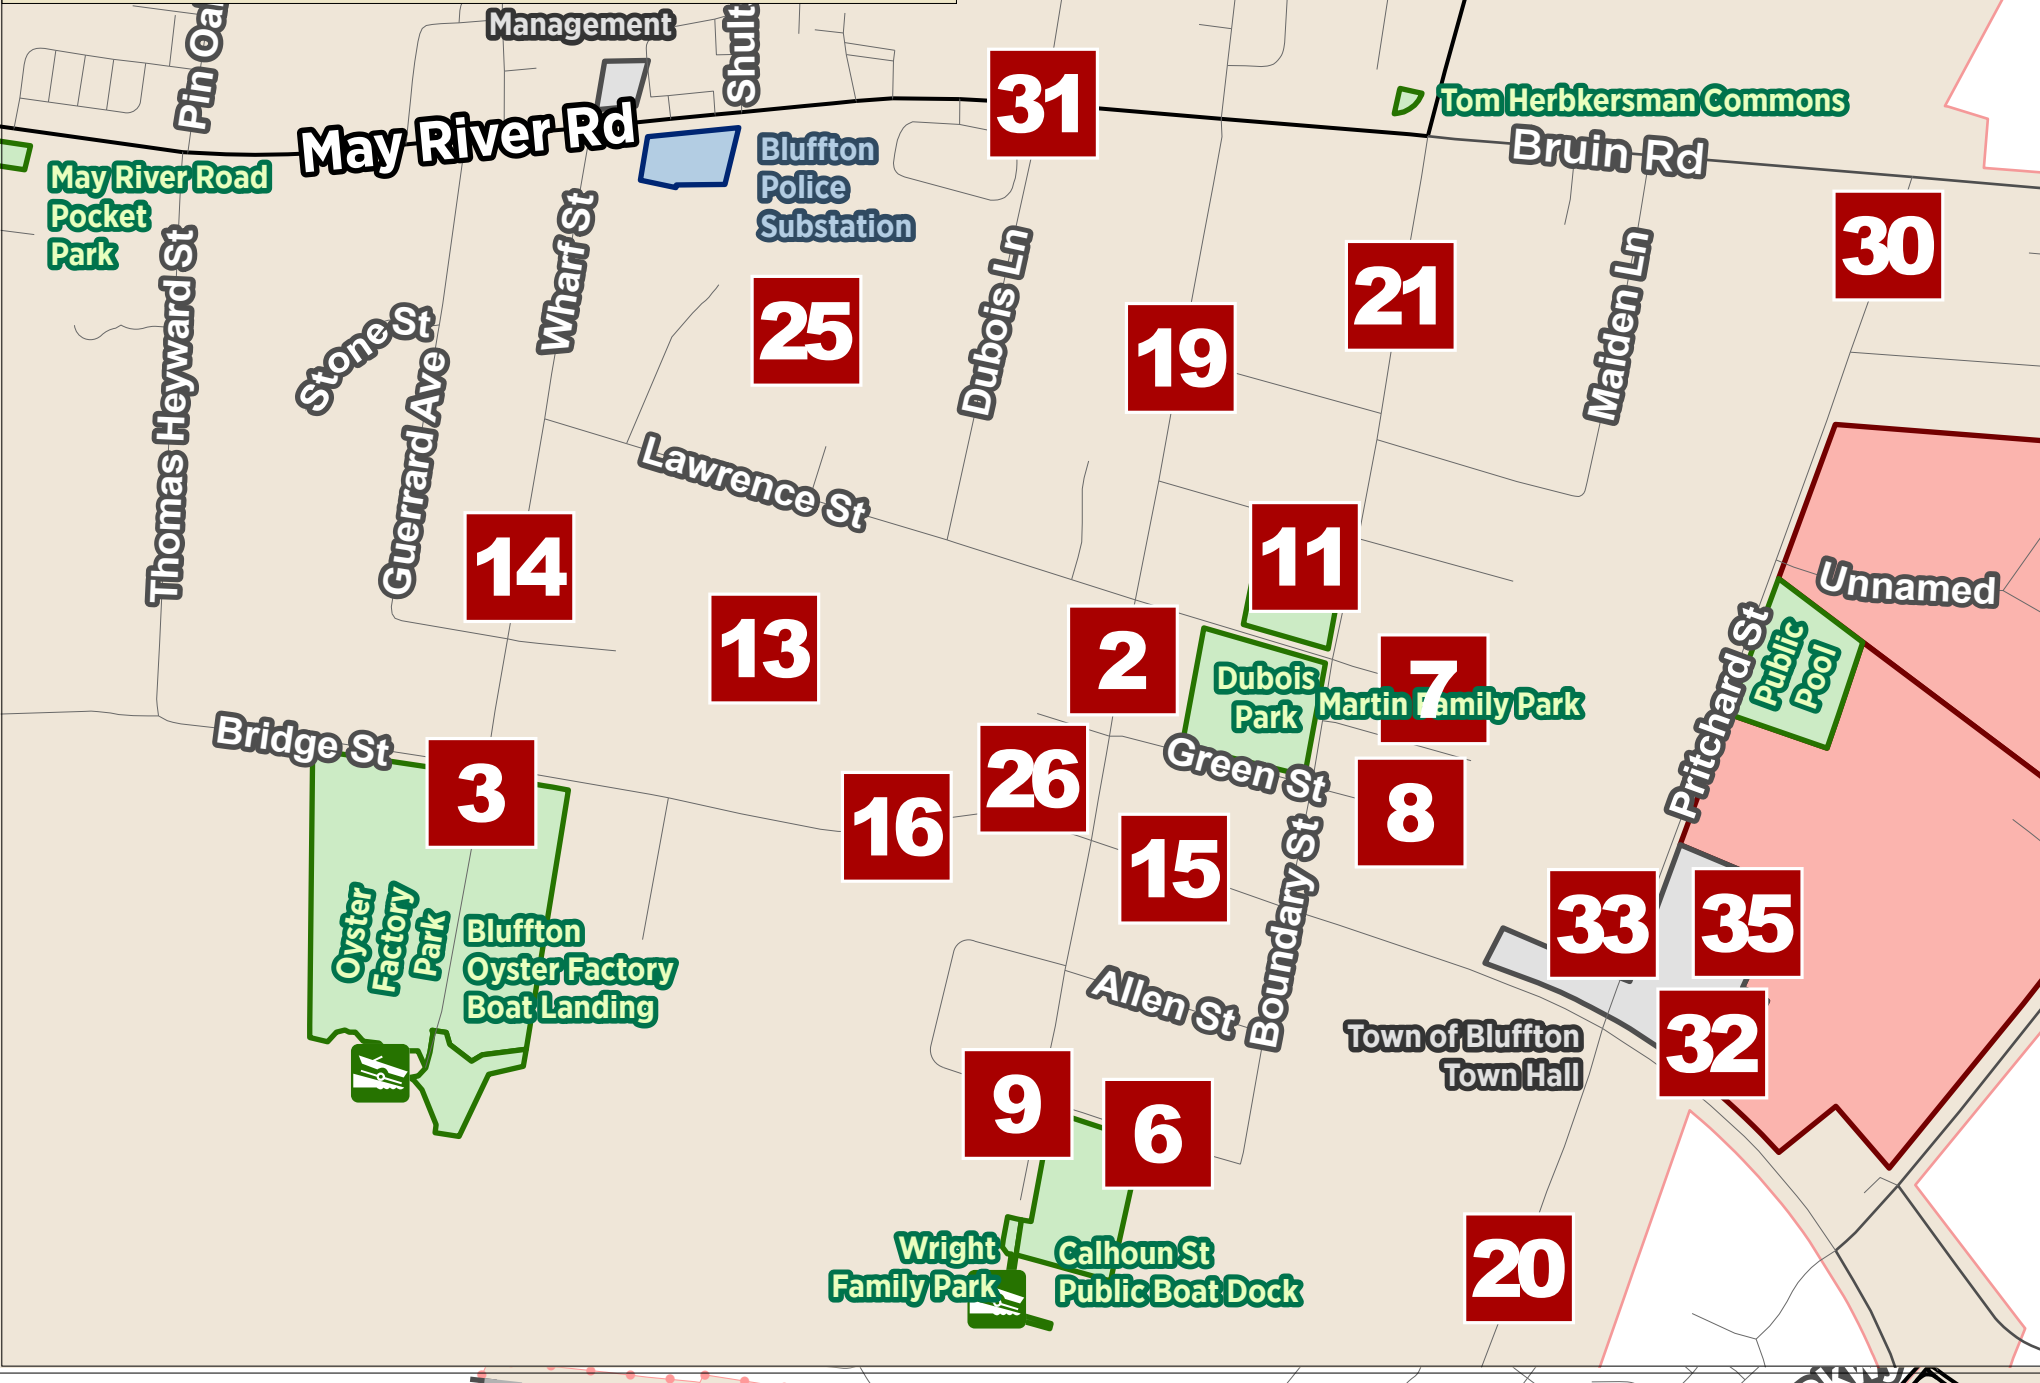 Management
Pin Oa
Shult
31
Tom Herbkersman Commons
May River Rd
Bruin Rd
Bluffton
Police
Substation
May River Road
Pocket
Park
30
21
25
19
Wharf St
Dubois Ln
Maiden Ln
Stone St
Thomas Heyward St
Guerrard Ave
Lawrence St
14
11
Unnamed
13
2
7
Dubois
Park
Martin Family Park
Public
Pool
Pritchard St
Bridge St
3
26
Green St
8
16
15
Boundary St
33
35
Oyster
Factory
Park
Bluffton
Oyster Factory
Boat Landing
Allen St
Town of Bluffton
Town Hall
32
9
6
20
Wright
Family Park
Calhoun St
Public Boat Dock